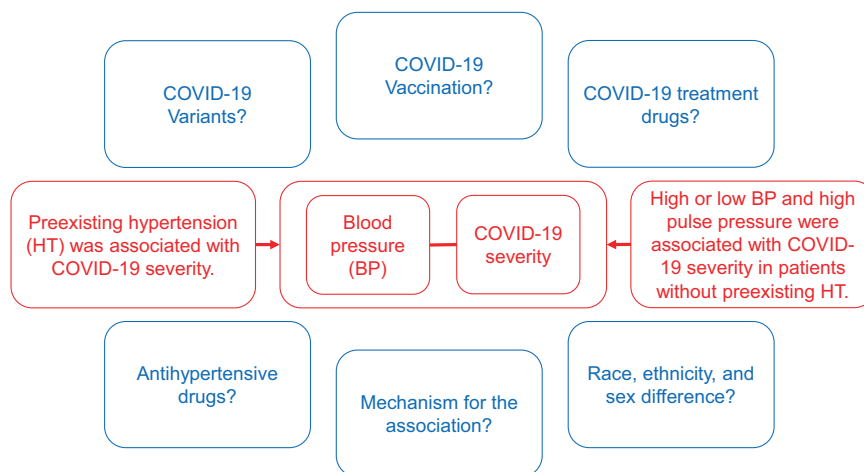 COVID-19
Variants?
COVID-19
Vaccination?
COVID-19 treatment
drugs?
Preexisting hypertension
(HT) was associated with
COVID-19 severity.
Blood
pressure
(BP)
COVID-19
severity
High or low BP and high
pulse pressure were
associated with COVID-
19 severity in patients
without preexisting HT.
Antihypertensive
drugs?
Mechanism for the
association?
Race, ethnicity, and
sex difference?